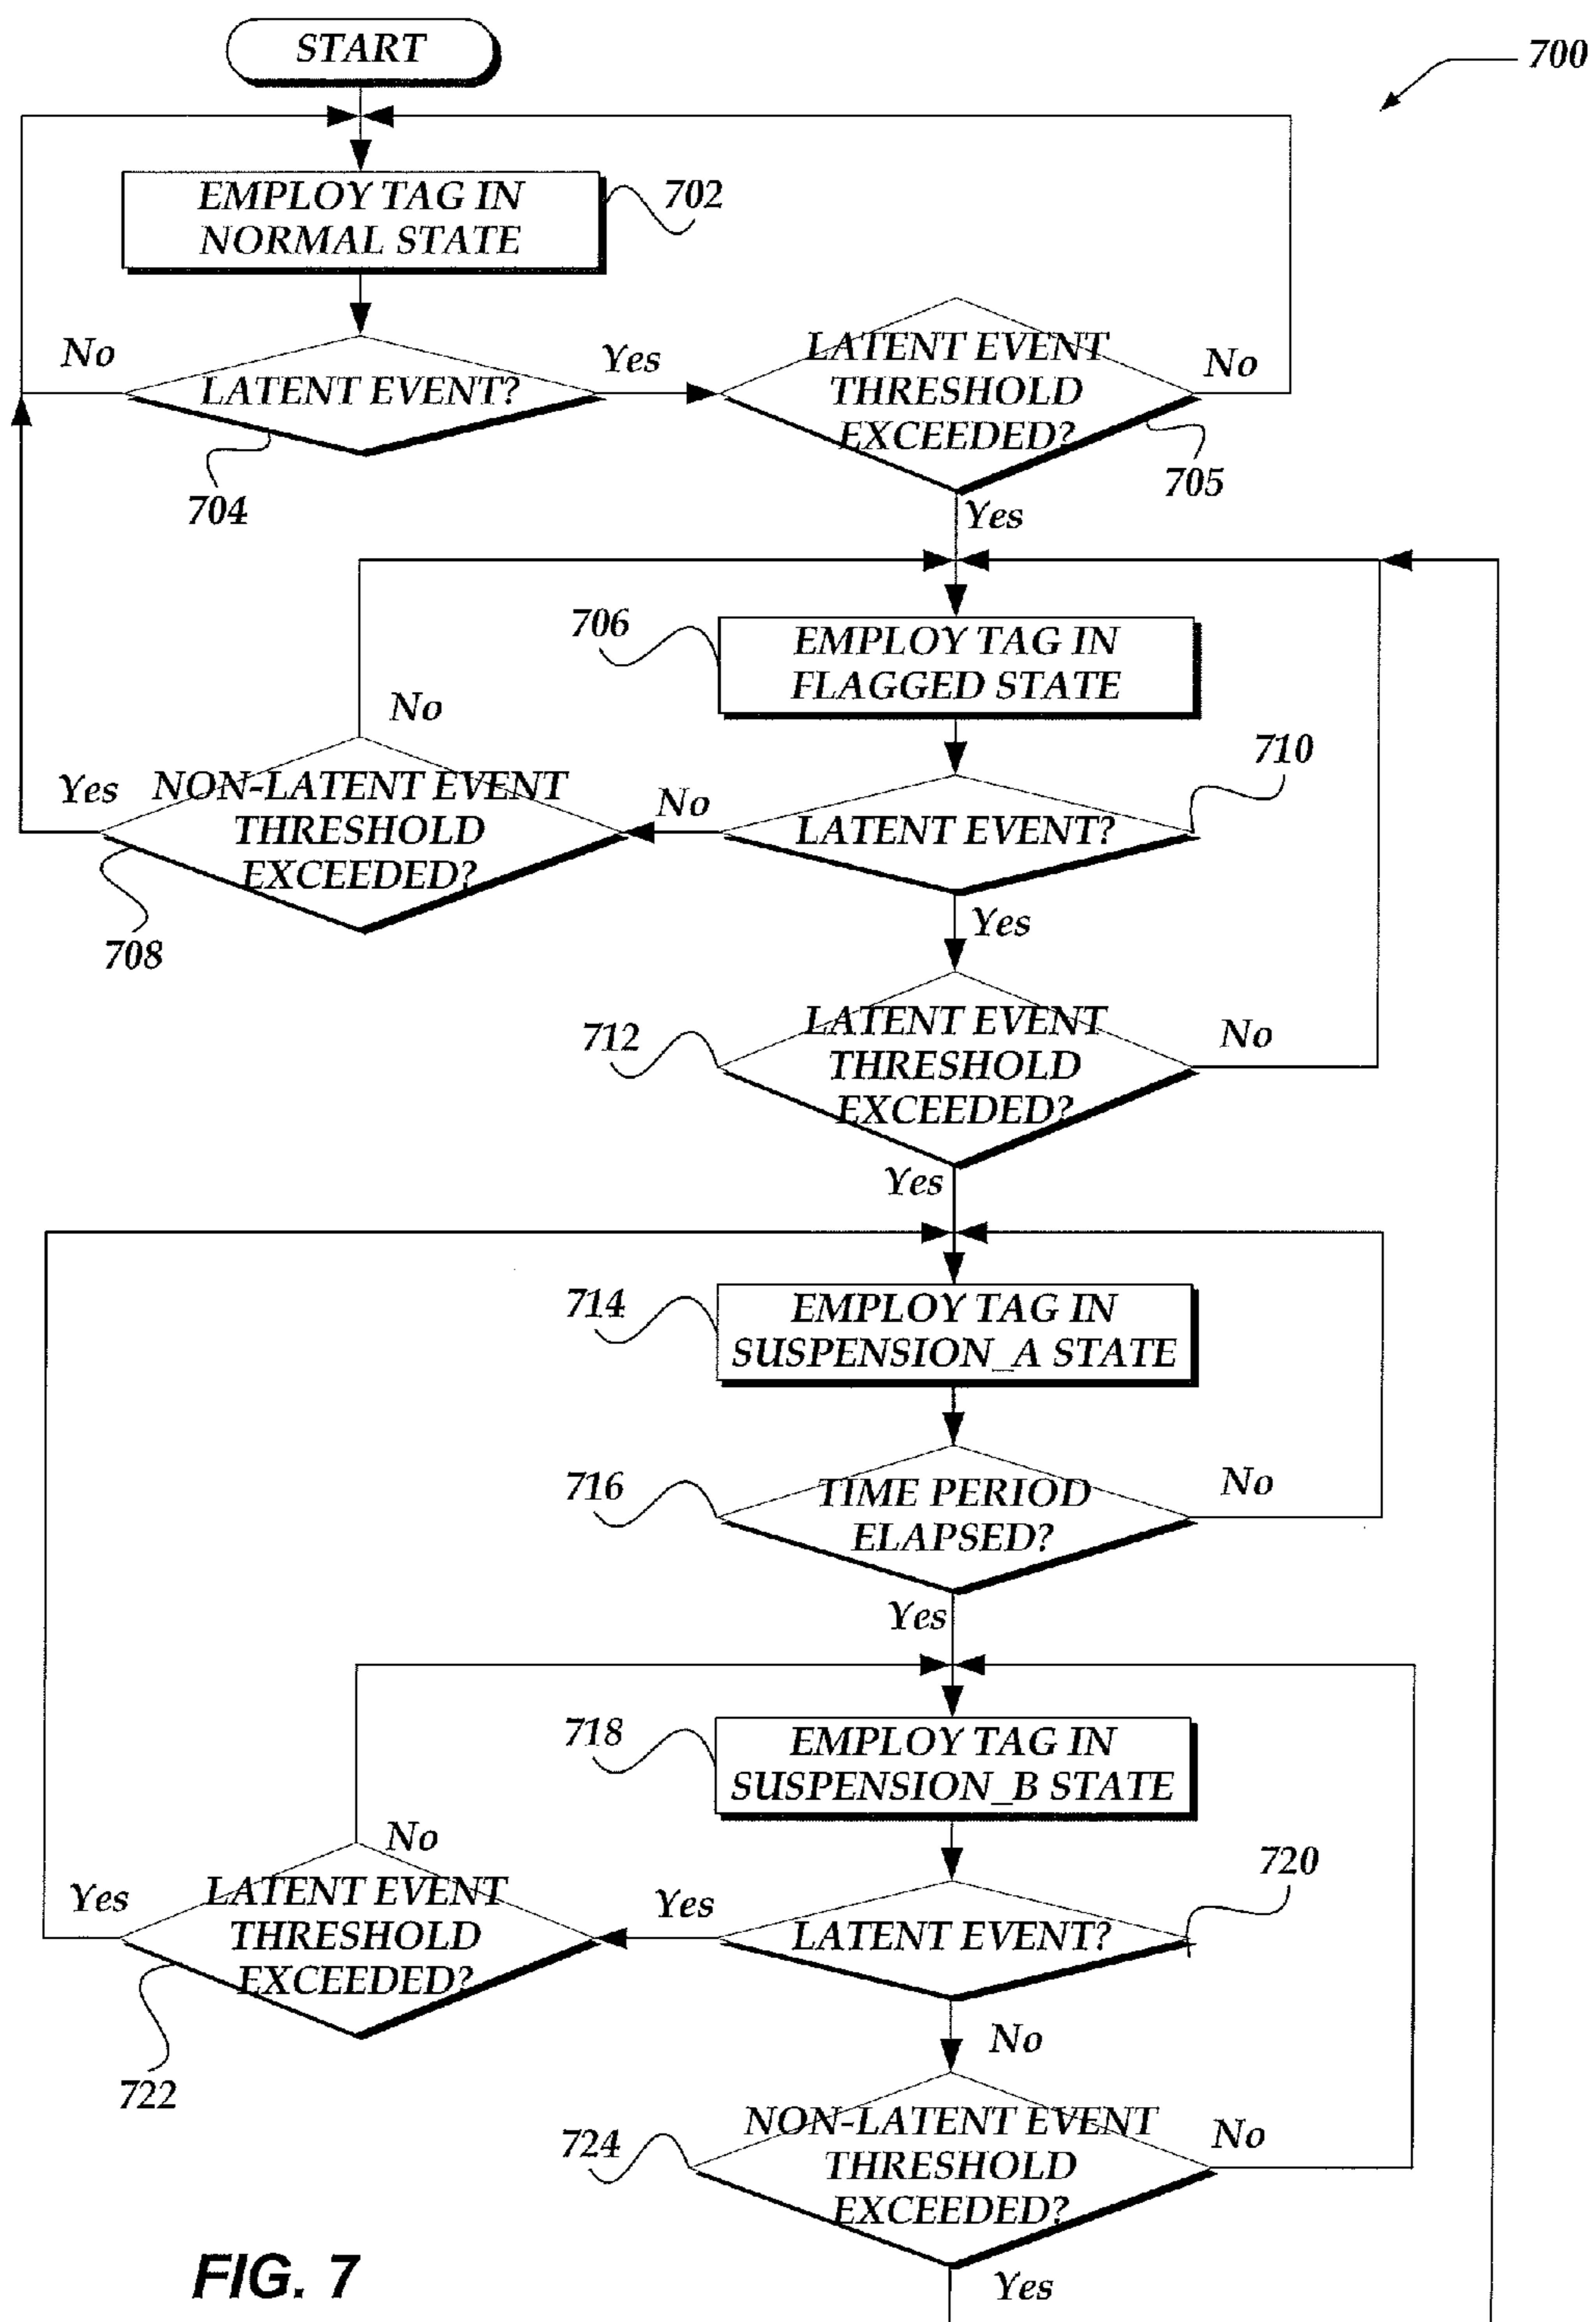 START
700
EMPLOY TAG IN
NORMAL STATE
702
No
LATENT EVENT?
Yes
704
LATENT EVENT
THRESHOLD
EXCEEDED?
No
705
Yes
706
EMPLOY TAG IN
FLAGGED STATE
No
710
Yes
NON-LATENT EVENT
THRESHOLD
EXCEEDED?
No
LATENT EVENT?
708
Yes
712
LATENT EVENT
THRESHOLD
EXCEEDED?
No
Yes
714
EMPLOY TAG IN
SUSPENSION_A STATE
716
TIME PERIOD
ELAPSED?
No
Yes
718
EMPLOY TAG IN
SUSPENSION_B STATE
No
720
Yes
LATENT EVENT
THRESHOLD
EXCEEDED?
Yes
LATENT EVENT?
722
No
724
NON-LATENT EVENT
THRESHOLD
EXCEEDED?
No
Yes
FIG. 7